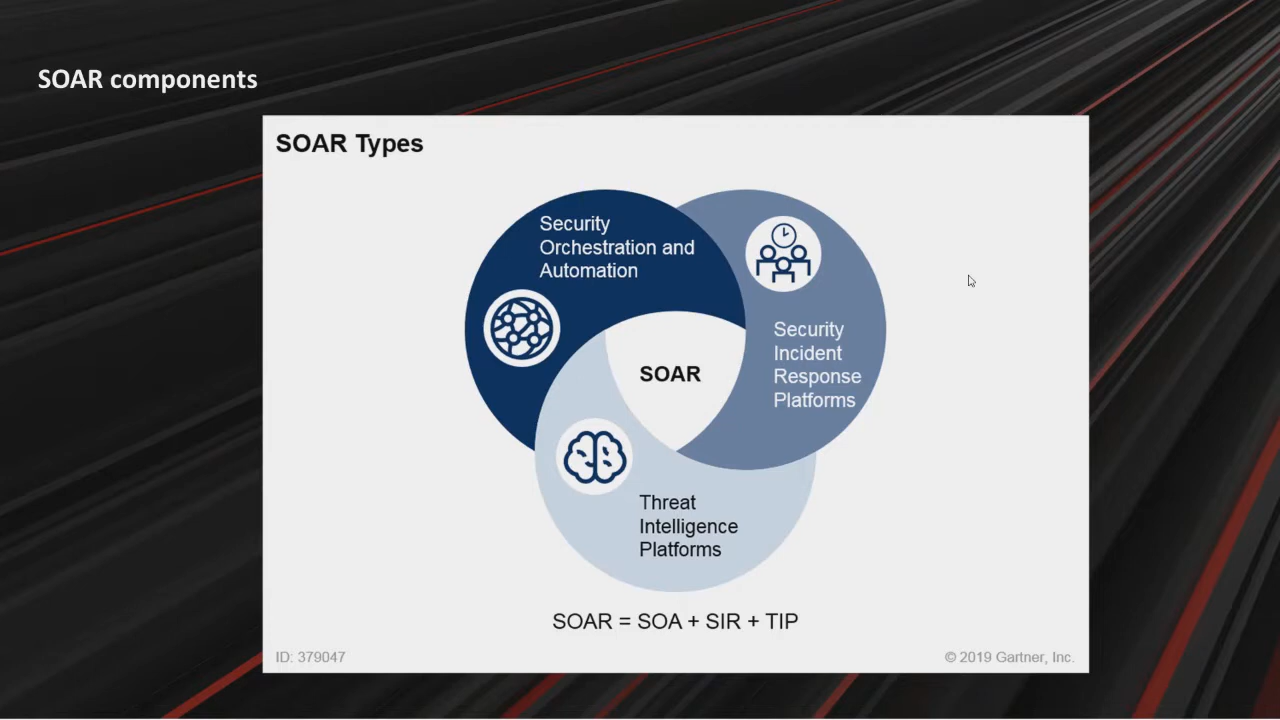 SOAR components
SOAR Types
Security
Orchestration and
Automation
Security
Incident
Response
Platforms
SOAR
Threat
Intelligence
Platforms
SOAR = SOA + SIR + TIP
ID: 379047
© 2019 Gartner, Inc.